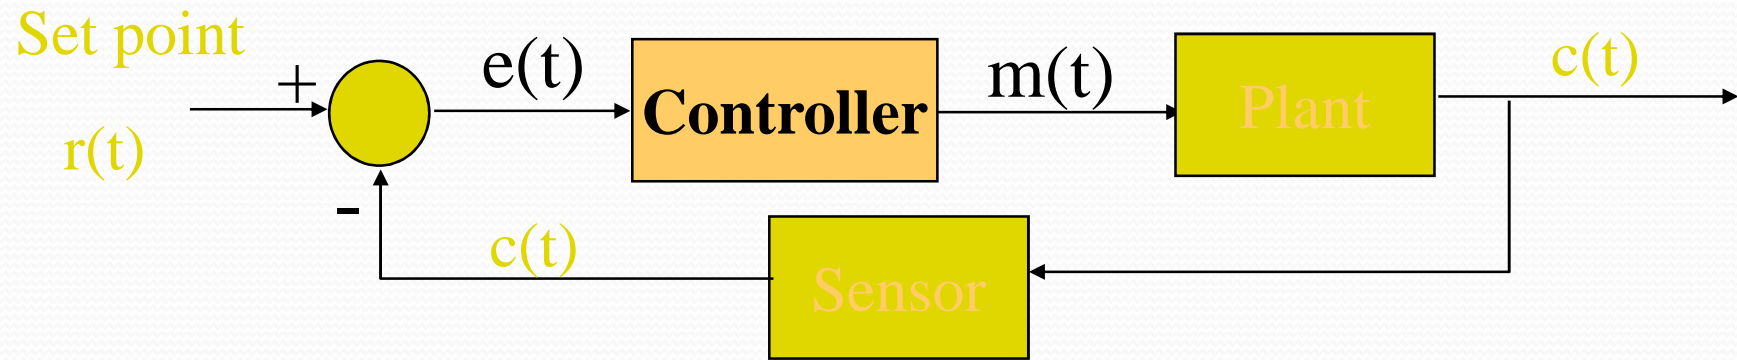 Set point
+
r(t)
e(t)
Controller
m(t)
Plant
c(t)
-
c(t)
Sensor